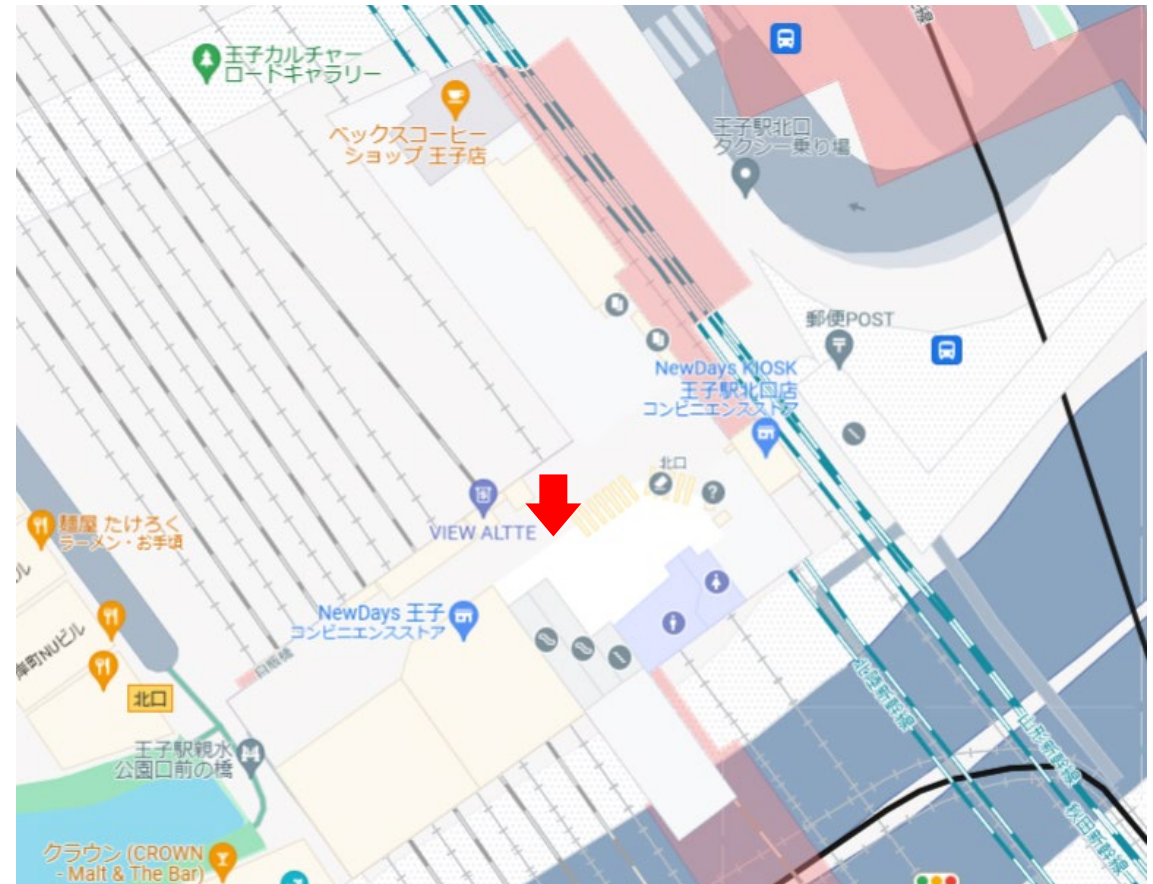 王子カルチャー
ロードギャラリー
ベックスコーヒー
ショップ 王子店
王子駅北口
タクシー乗り場
郵便POST
NewDays KIOSK
王子駅北口店
コンビニエンスストア
北口
?
VIEW ALTTE
麺屋 たけろく
ラーメン・お手頃
NewDays 王子
コンビニエンスストア
岸町NUビル
北口
王子駅親水
公園口前の橋
北陸新幹線
山形新幹線
秋田新幹線
クラウン (CROWN
- Malt & The Bar)